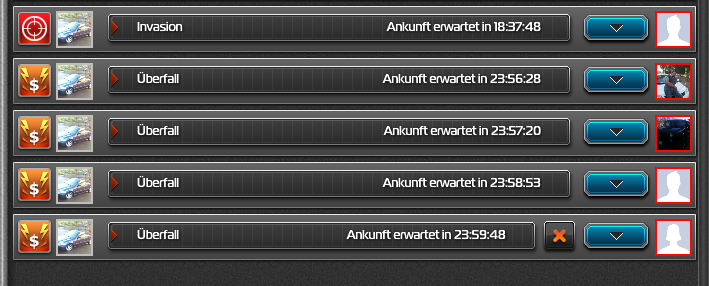 Invasion Ankunft erwartet in 18:37:48
$ Überfall Ankunft erwartet in 23:56:28
$ Überfall Ankunft erwartet in 23:57:20
$ Überfall Ankunft erwartet in 23:58:53
$ Überfall Ankunft erwartet in 23:59:48